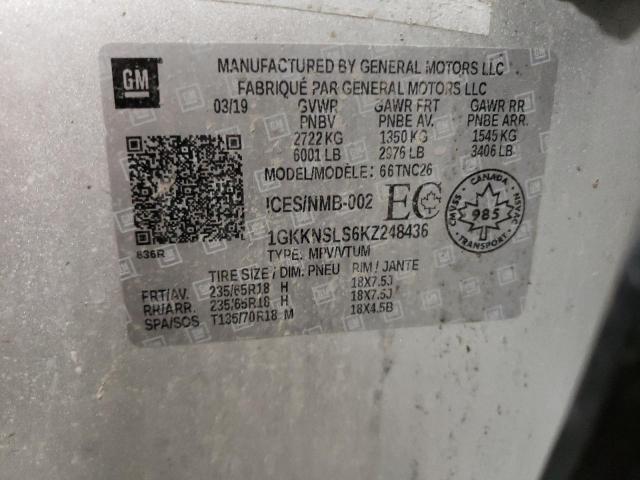 GM
MANUFACTURED BY GENERAL MOTORS LLC
FABRIQUÉ PAR GENERAL MOTORS LLC
03/19 GVWR GAWR FRT GAWR RR
PNBV PNBE AV. PNBE ARR.
2722 KG 1350 KG 1545 KG
6001 LB 2976 LB 3406 LB
MODEL/MODÈLE: 66TNC26
ICES/NMB-002 EC
1GKKNSLS6KZ248436
TYPE: MPV/VTUM
836R
CANADA
CMVSS 985 NSVAC
TRANSPORT
TIRE SIZE / DIM. PNEU RIM / JANTE
FRT/AV. 235/65R18 H 18X7.5J
RR/ARR. 235/65R18 H 18X7.5J
SPA/SOS T135/70R18 M 18X4.5B